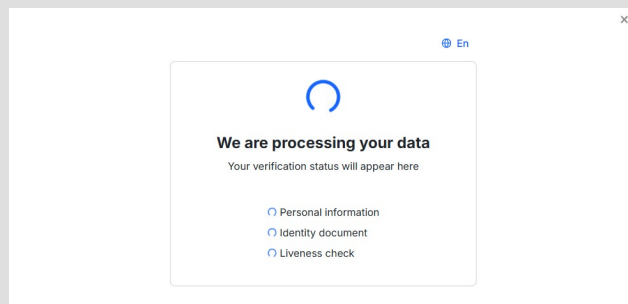 En
We are processing your data
Your verification status will appear here
Personal information
Identity document
Liveness check